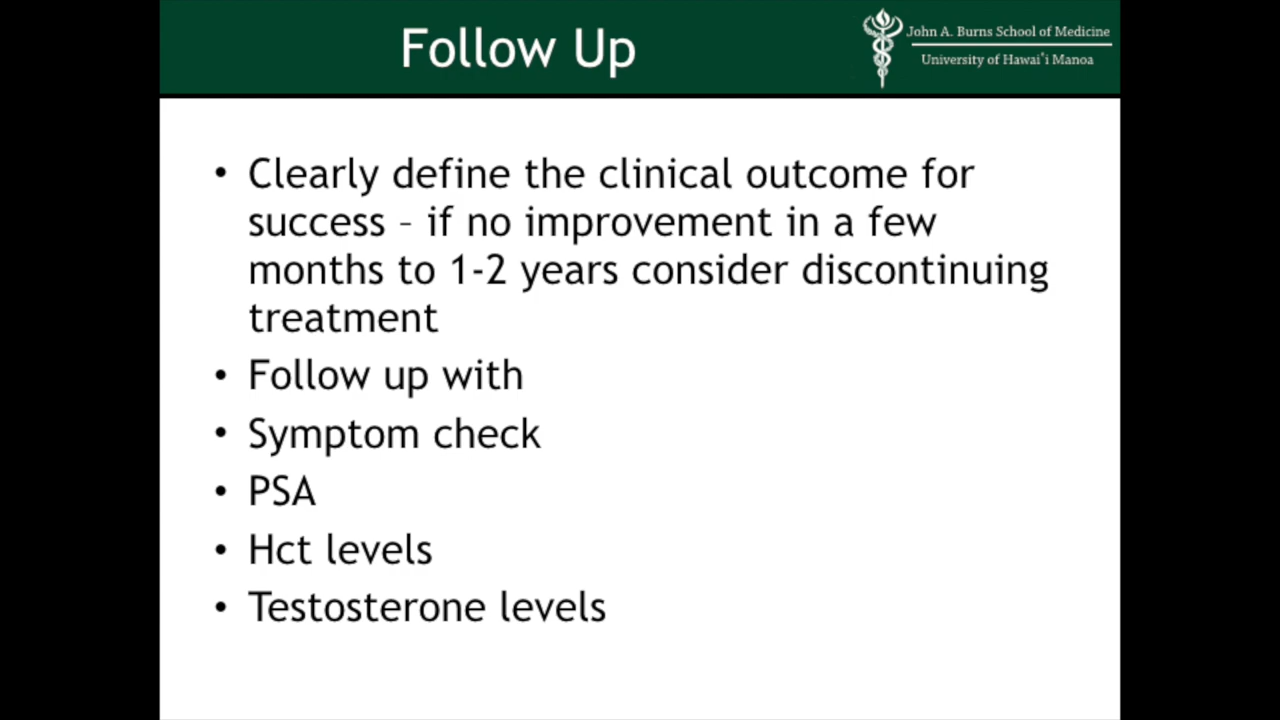 Follow Up
John A. Burns School of Medicine
University of Hawai`i Manoa
• Clearly define the clinical outcome for
success – if no improvement in a few
months to 1-2 years consider discontinuing
treatment
• Follow up with
• Symptom check
• PSA
• Hct levels
• Testosterone levels